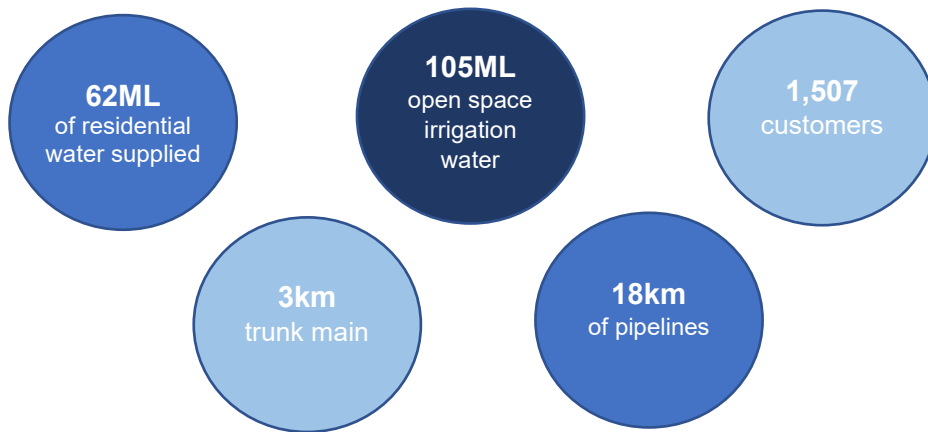 62ML
of residential
water supplied
105ML
open space
irrigation
water
1,507
customers
3km
trunk main
18km
of pipelines